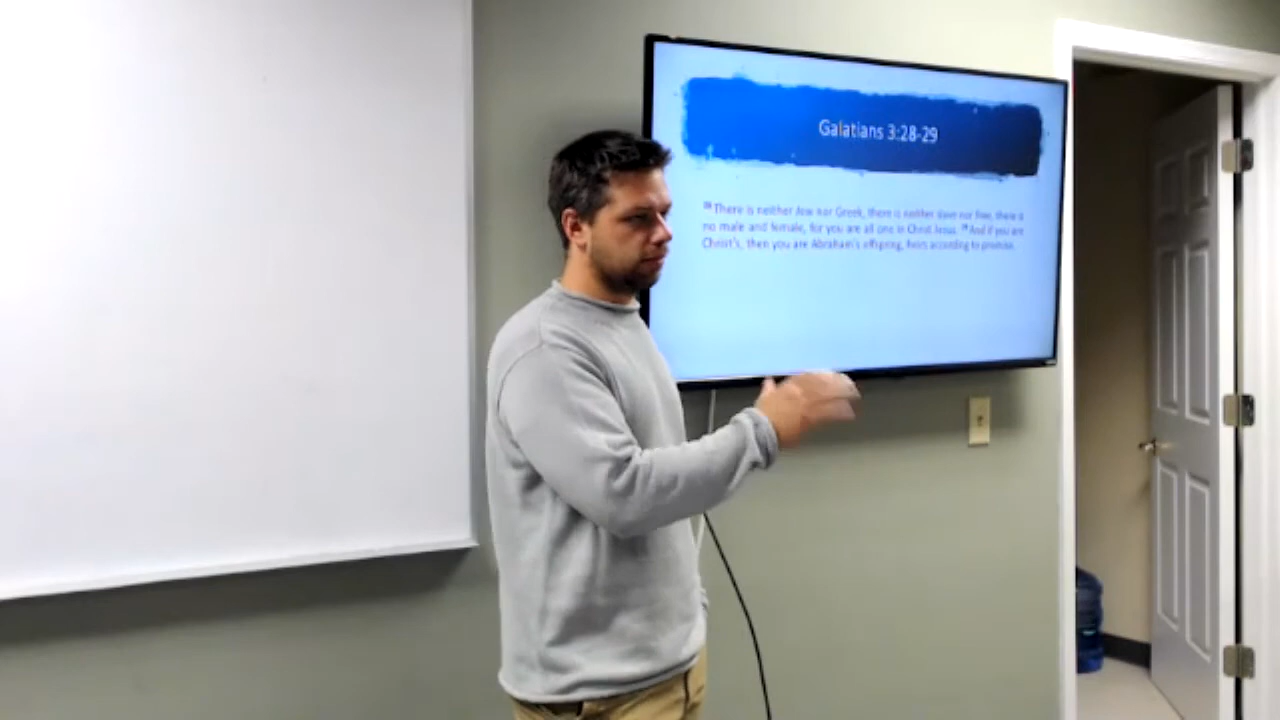 Galatians 3:28-29
28 There is neither Jew nor Greek, there is neither slave nor free, there is
no male and female, for you are all one in Christ Jesus. 29 And if you are
Christ's, then you are Abraham's offspring, heirs according to promise.